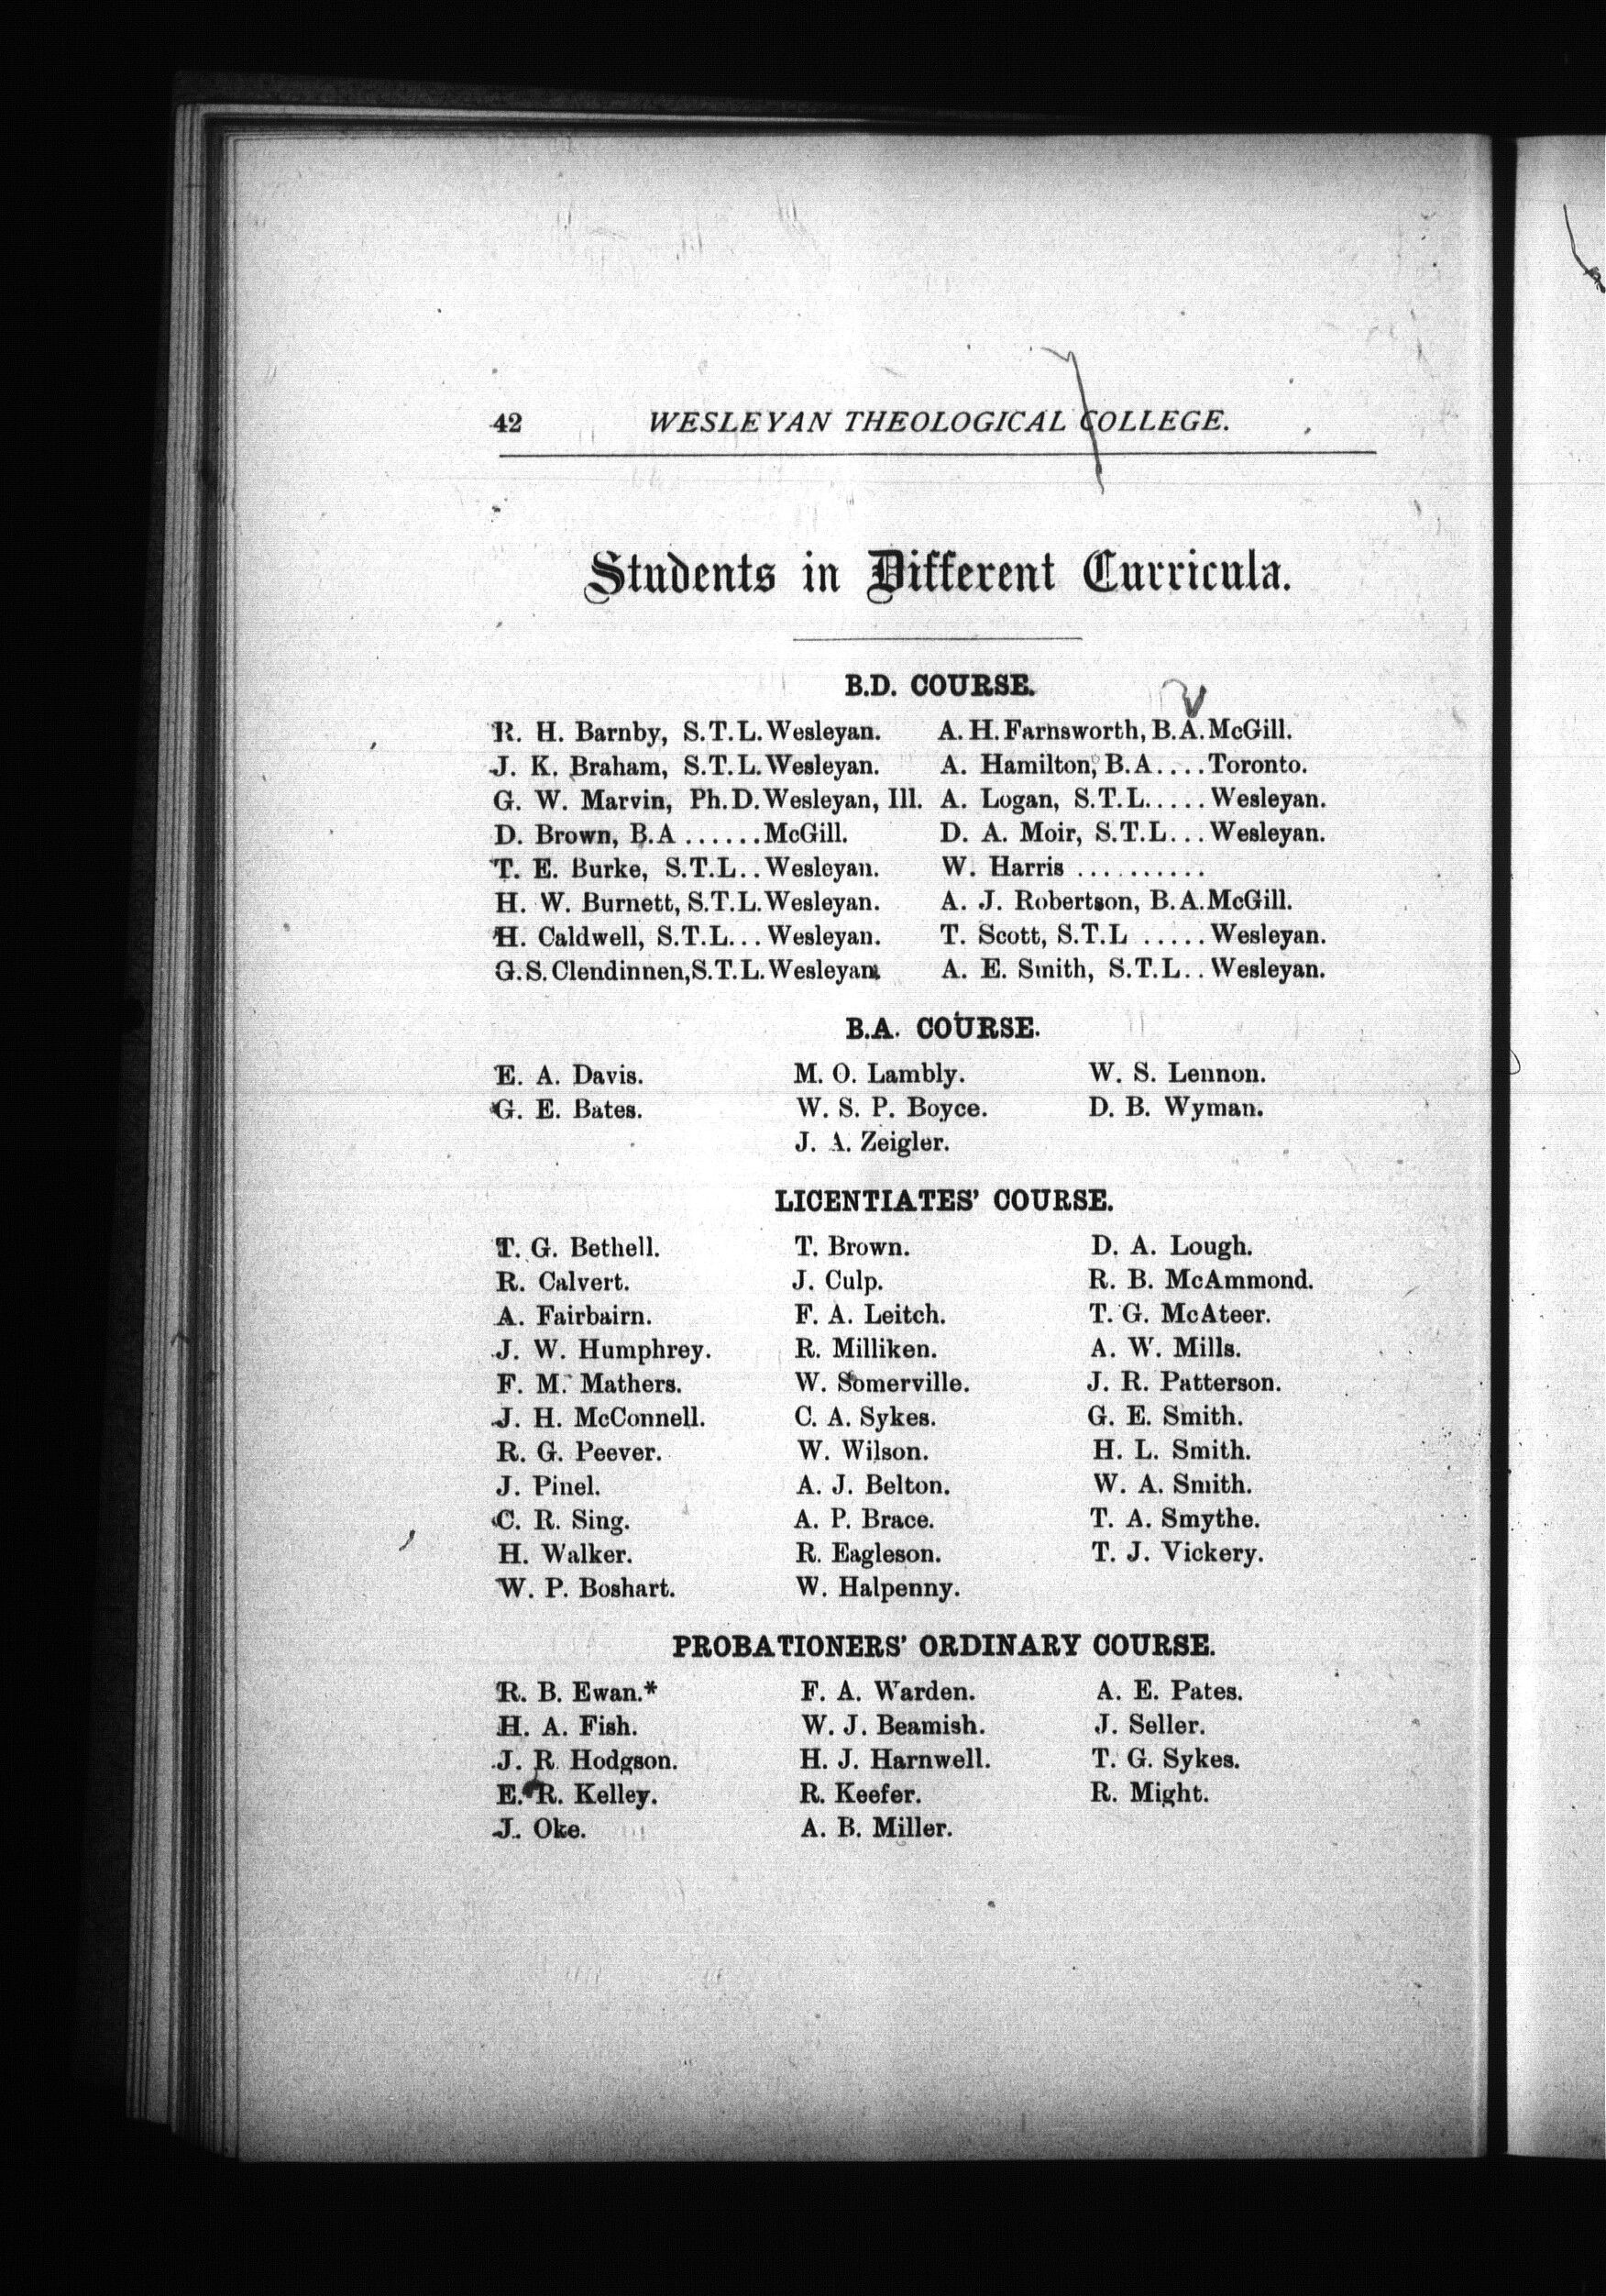 42 WESLEYAN THEOLOGICAL COLLEGE.
Students in Different Curricula.
B.D. COURSE.
R. H. Barnby, S.T.L. Wesleyan. A. H. Farnsworth, B.A. McGill.
J. K. Braham, S.T.L. Wesleyan. A. Hamilton, B.A.... Toronto.
G. W. Marvin, Ph.D. Wesleyan, Ill. A. Logan, S.T.L..... Wesleyan.
D. Brown, B.A ...... McGill. D. A. Moir, S.T.L... Wesleyan.
T. E. Burke, S.T.L.. Wesleyan. W. Harris ..........
H. W. Burnett, S.T.L. Wesleyan. A. J. Robertson, B.A. McGill.
H. Caldwell, S.T.L... Wesleyan. T. Scott, S.T.L ..... Wesleyan.
G. S. Clendinnen, S.T.L. Wesleyan. A. E. Smith, S.T.L.. Wesleyan.
B.A. COURSE.
E. A. Davis. M. O. Lambly. W. S. Lennon.
G. E. Bates. W. S. P. Boyce. D. B. Wyman.
J. A. Zeigler.
LICENTIATES' COURSE.
T. G. Bethell. T. Brown. D. A. Lough.
R. Calvert. J. Culp. R. B. McAmmond.
A. Fairbairn. F. A. Leitch. T. G. McAteer.
J. W. Humphrey. R. Milliken. A. W. Mills.
F. M. Mathers. W. Somerville. J. R. Patterson.
J. H. McConnell. C. A. Sykes. G. E. Smith.
R. G. Peever. W. Wilson. H. L. Smith.
J. Pinel. A. J. Belton. W. A. Smith.
C. R. Sing. A. P. Brace. T. A. Smythe.
H. Walker. R. Eagleson. T. J. Vickery.
W. P. Boshart. W. Halpenny.
PROBATIONERS' ORDINARY COURSE.
R. B. Ewan.* F. A. Warden. A. E. Pates.
H. A. Fish. W. J. Beamish. J. Seller.
J. R. Hodgson. H. J. Harnwell. T. G. Sykes.
E. R. Kelley. R. Keefer. R. Might.
J. Oke. A. B. Miller.